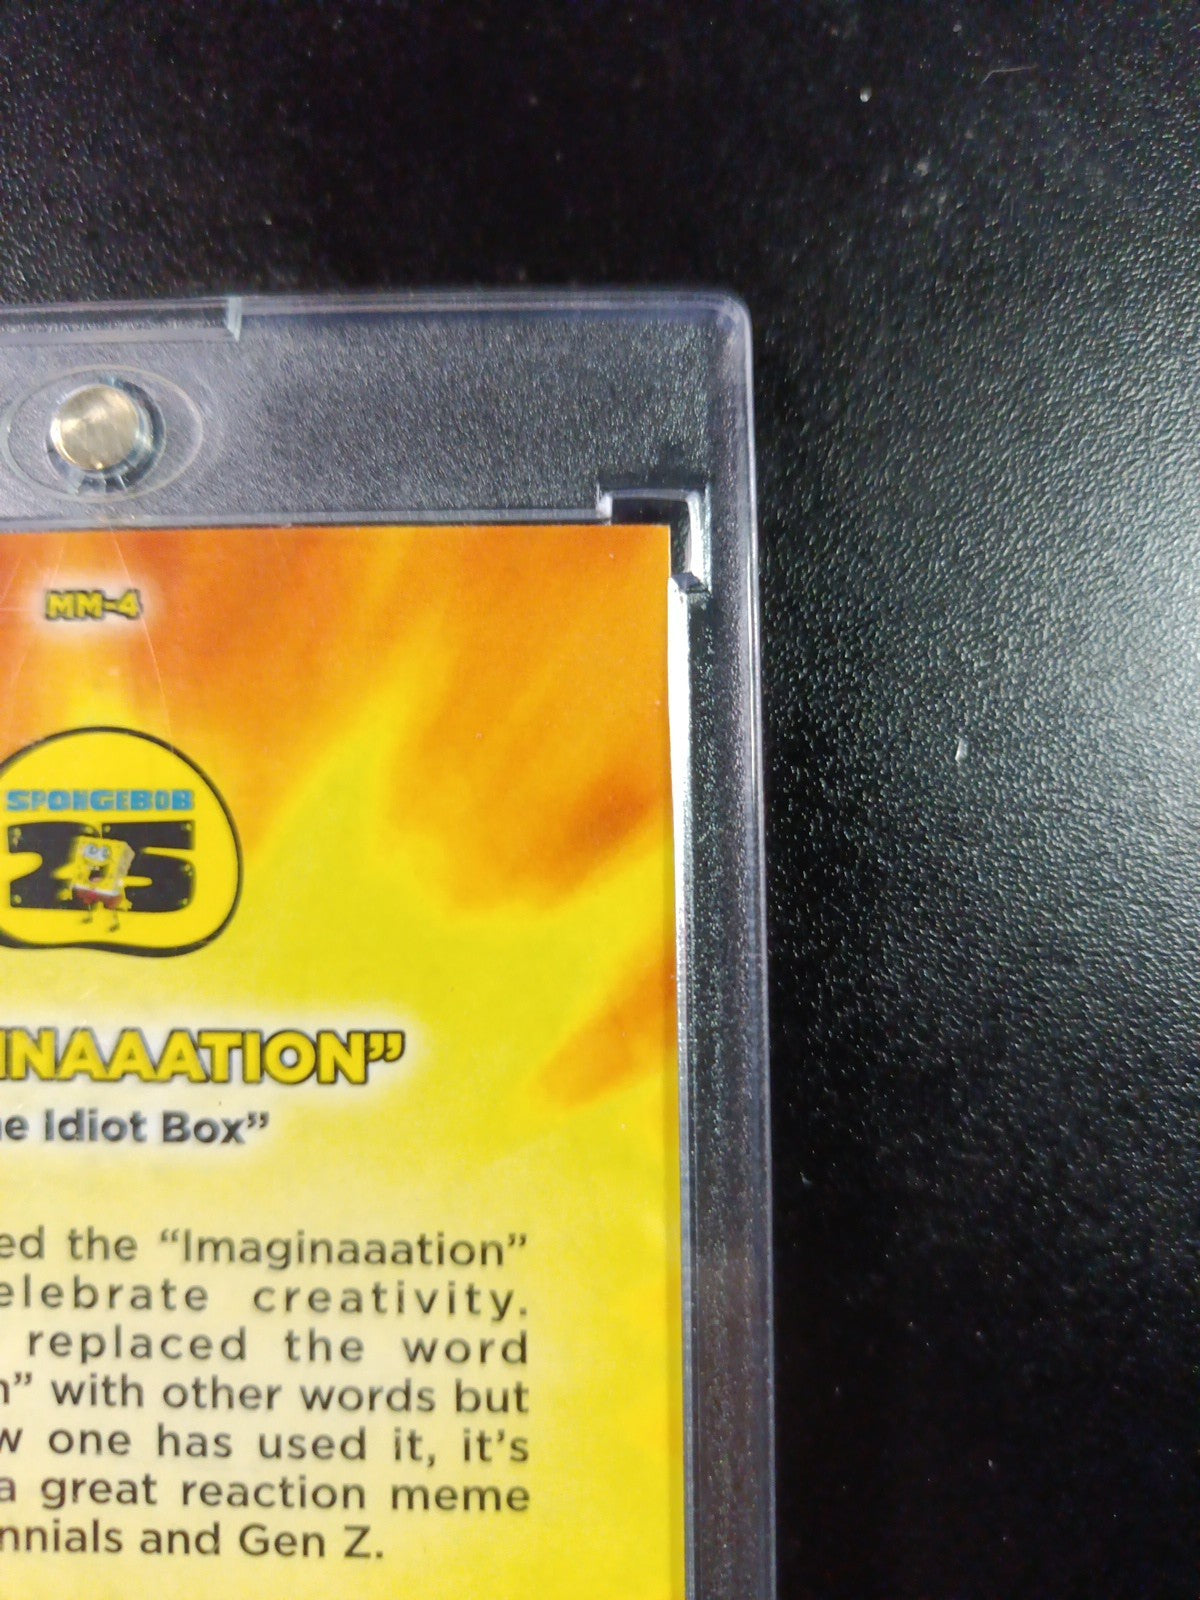 MM-4
SPONGEBOB
25
INAAATION”
e Idiot Box”
ed the “Imaginaaation”
elebrate creativity.
replaced the word
n” with other words but
w one has used it, it’s
a great reaction meme
nnials and Gen Z.